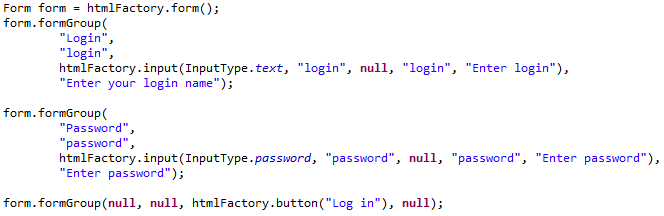 Form form = htmlFactory.form();
form.formGroup(
"Login",
"login",
htmlFactory.input(InputType.text, "login", null, "login", "Enter login"),
"Enter your login name");
form.formGroup(
"Password",
"password",
htmlFactory.input(InputType.password, "password", null, "password", "Enter password"),
"Enter password");
form.formGroup(null, null, htmlFactory.button("Log in"), null);